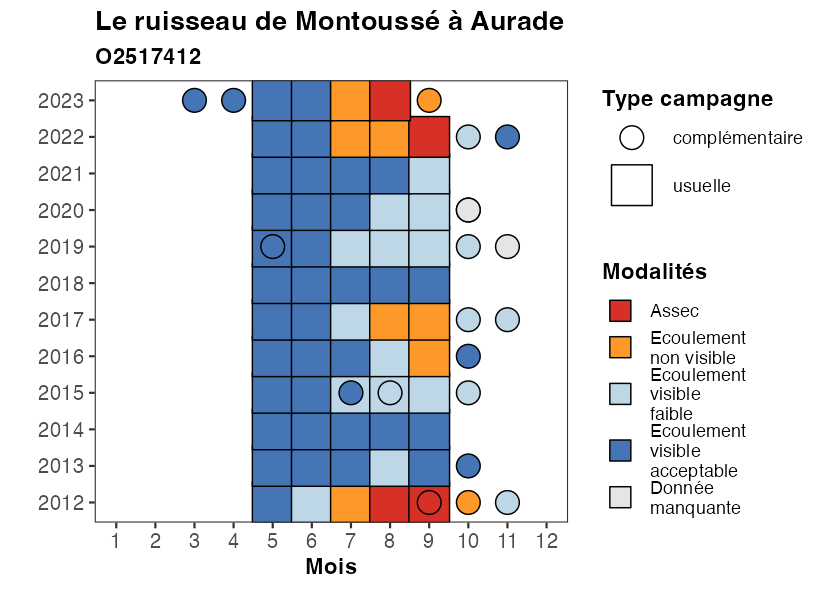 Le ruisseau de Montoussé à Aurade
O2517412
2023
2022
2021
2020
2019
2018
2017
2016
2015
2014
2013
2012
1 2 3 4 5 6 7 8 9 10 11 12
Mois
Type campagne
complémentaire
usuelle
Modalités
Assec
Ecoulement
non visible
Ecoulement
visible
faible
Ecoulement
visible
acceptable
Donnée
manquante